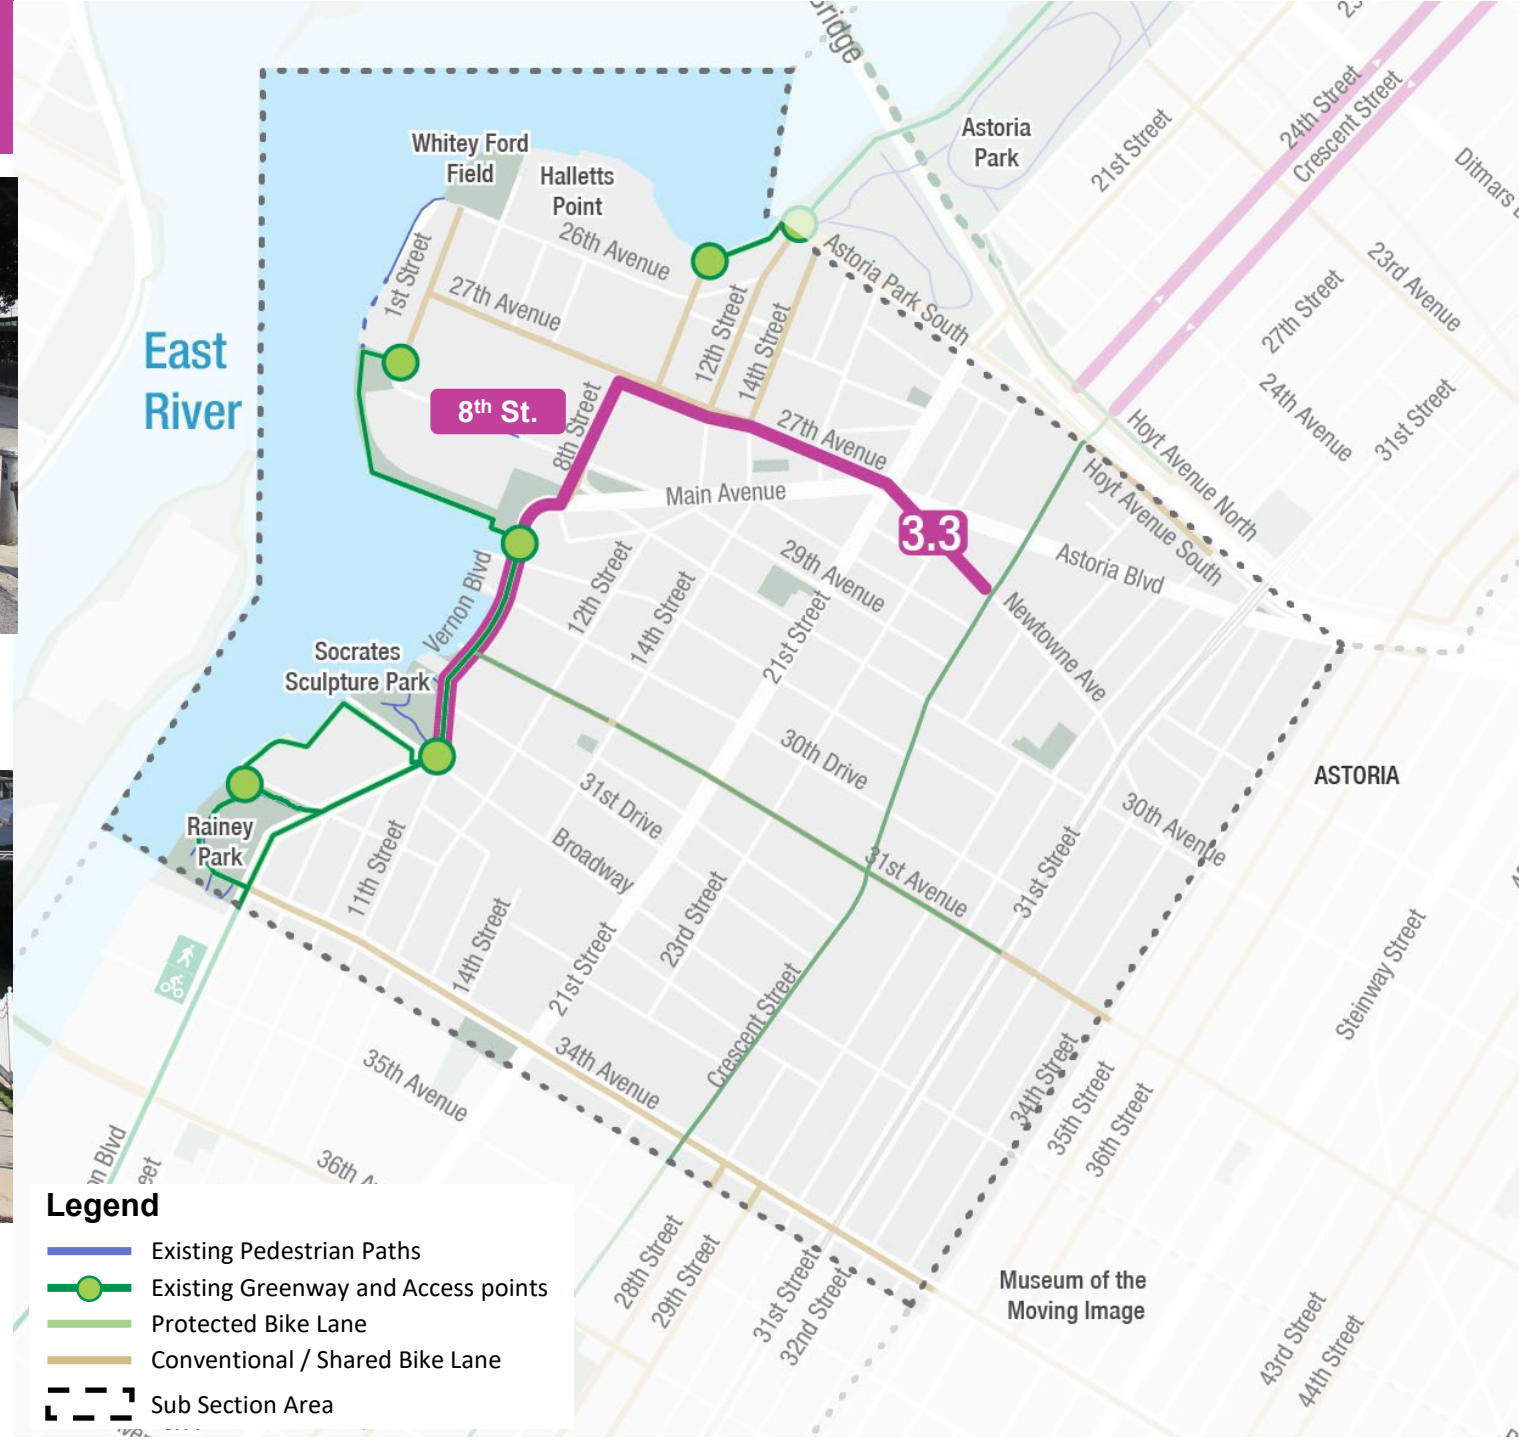 Bridge
Astoria
Park
21st Street
24th Street
Crescent Street
Ditmars
Whitey Ford
Field
Halletts
Point
26th Avenue
1st Street
27th Avenue
12th Street
14th Street
Astoria Park South
23rd Avenue
27th Street
24th Avenue
31st Street
East
River
8th St.
8th Street
27th Avenue
Main Avenue
Hoyt Avenue North
Hoyt Avenue South
3.3
Astoria Blvd
29th Avenue
Newtowne Ave
Vernon Blvd
12th Street
14th Street
21st Street
Socrates
Sculpture Park
30th Drive
31st Drive
Broadway
ASTORIA
30th Avenue
Rainey
Park
11th Street
31st Avenue
31st Street
14th Street
23rd Street
21st Street
Crescent Street
Steinway Street
34th Avenue
35th Avenue
34th Street
35th Street
36th Street
on Blvd
eet
36th Av
28th Street
29th Street
31st Street
32nd Street
Museum of the
Moving Image
43rd Street
44th Street
Legend
Existing Pedestrian Paths
Existing Greenway and Access points
Protected Bike Lane
Conventional / Shared Bike Lane
Sub Section Area